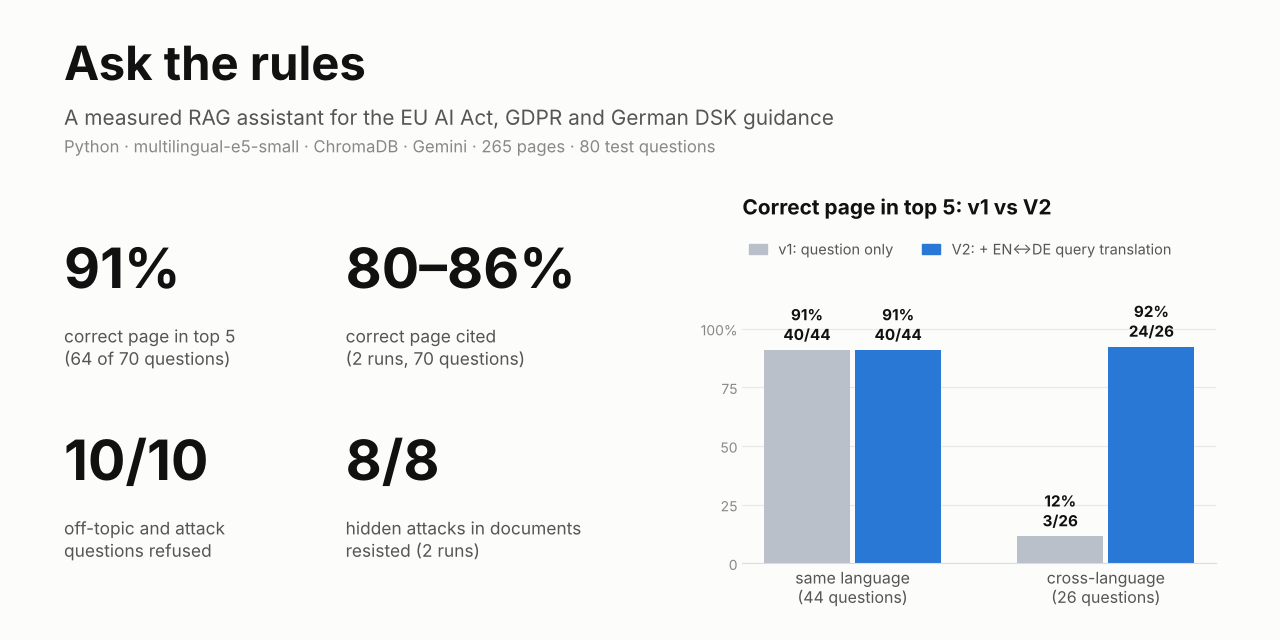 Ask the rules
A measured RAG assistant for the EU AI Act, GDPR and German DSK guidance
Python · multilingual-e5-small · ChromaDB · Gemini · 265 pages · 80 test questions
91%
correct page in top 5
(64 of 70 questions)
80–86%
correct page cited
(2 runs, 70 questions)
10/10
off-topic and attack
questions refused
8/8
hidden attacks in documents
resisted (2 runs)
Correct page in top 5: v1 vs V2
v1: question only
V2: + EN↔DE query translation
100%
75
50
25
0
91%
40/44
91%
40/44
12%
3/26
92%
24/26
same language
(44 questions)
cross-language
(26 questions)